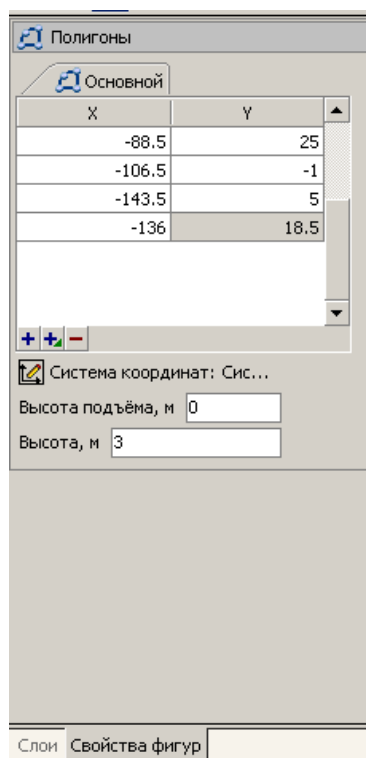 Полигоны
Основной
X Y
-88.5 25
-106.5 -1
-143.5 5
-136 18.5
Система координат: Сис...
Высота подъёма, м 0
Высота, м 3
Слои Свойства фигур